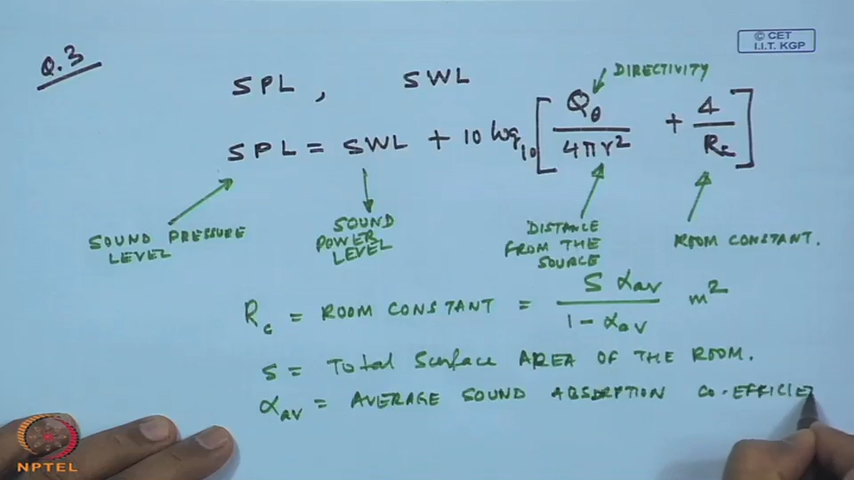 © CET
I.I.T. KGP
Q.3
SPL, SWL
DIRECTIVITY
SPL = SWL + 10 log10 [ Qθ / 4πr² + 4 / Rc ]
SOUND PRESSURE LEVEL
SOUND POWER LEVEL
DISTANCE FROM THE SOURCE
ROOM CONSTANT.
Rc = ROOM CONSTANT = S αav / 1 - αav m²
S = Total Surface AREA OF THE ROOM.
αav = AVERAGE SOUND ABSORPTION CO-EFFICIE
NPTEL